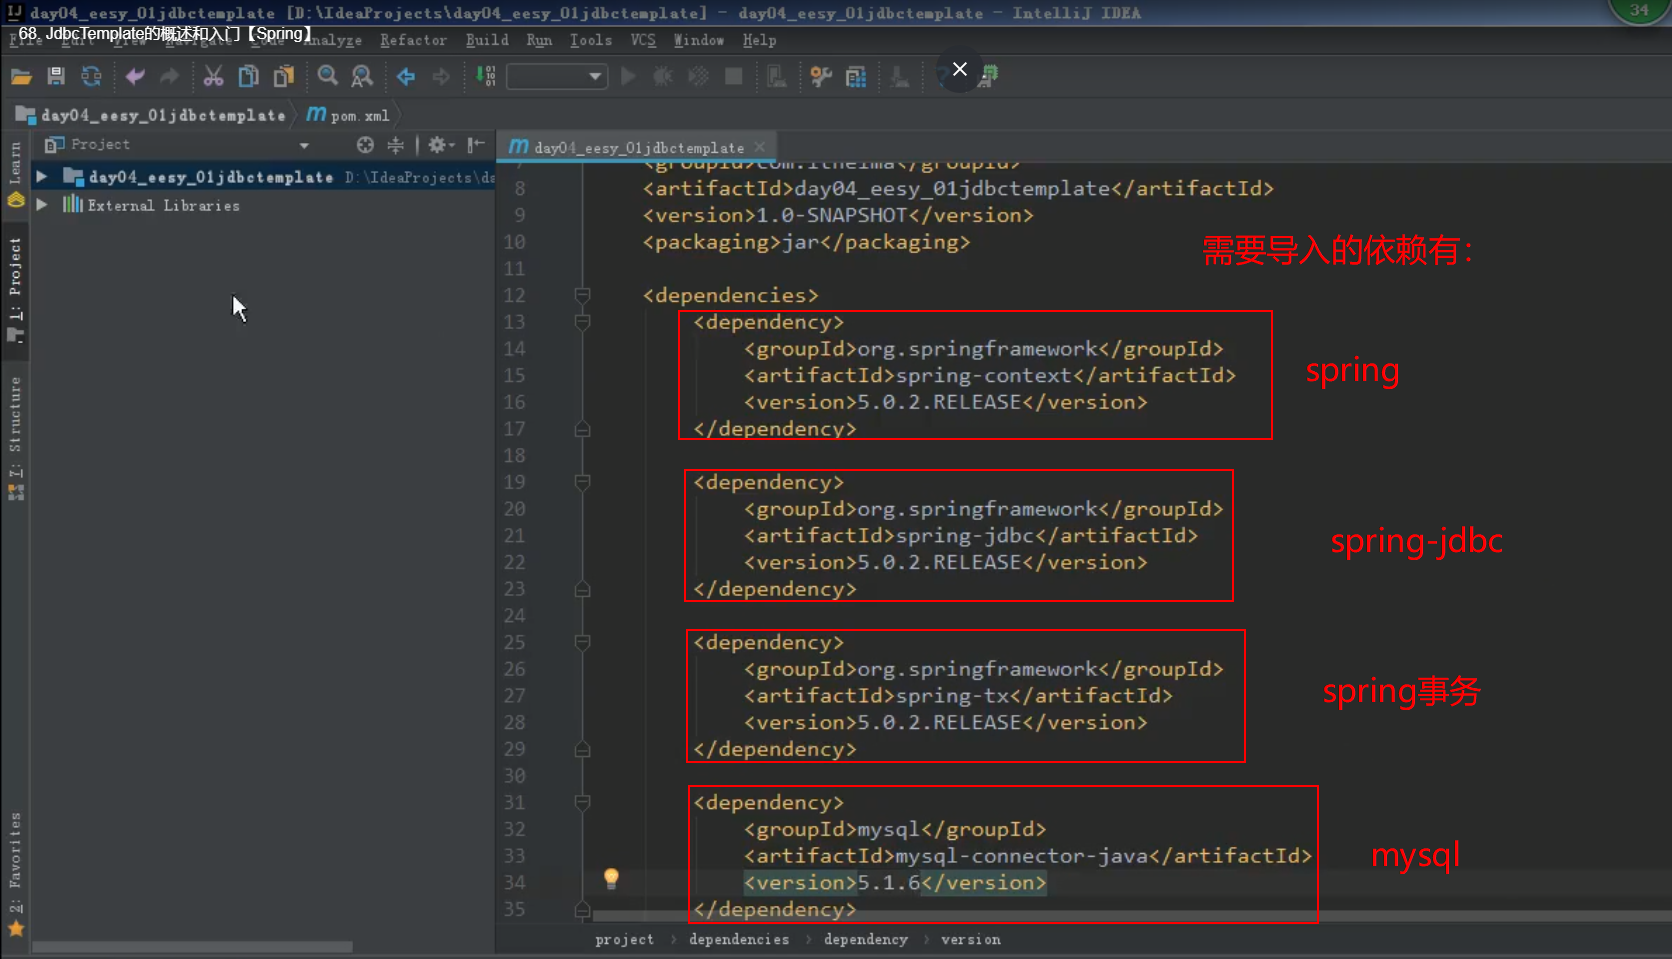 day04_eesy_01jdbctemplate [D:\IdeaProjects\day04_eesy_01jdbctemplate] - day04_eesy_01jdbctemplate - IntelliJ IDEA
34
68. JdbcTemplate的概述和入门【Spring】
File Edit View Navigate Code Analyze Refactor Build Run Tools VCS Window Help
day04_eesy_01jdbctemplate pom.xml
Project
day04_eesy_01jdbctemplate
day04_eesy_01jdbctemplate D:\IdeaProjects\da
External Libraries
Learn
1: Project
7: Structure
2: Favorites
7 <groupId>com.itheima</groupId>
8 <artifactId>day04_eesy_01jdbctemplate</artifactId>
9 <version>1.0-SNAPSHOT</version>
10 <packaging>jar</packaging>
需要导入的依赖有：
11
12 <dependencies>
13 <dependency>
14 <groupId>org.springframework</groupId>
15 <artifactId>spring-context</artifactId>
spring
16 <version>5.0.2.RELEASE</version>
17 </dependency>
18
19 <dependency>
20 <groupId>org.springframework</groupId>
21 <artifactId>spring-jdbc</artifactId>
spring-jdbc
22 <version>5.0.2.RELEASE</version>
23 </dependency>
24
25 <dependency>
26 <groupId>org.springframework</groupId>
27 <artifactId>spring-tx</artifactId>
spring事务
28 <version>5.0.2.RELEASE</version>
29 </dependency>
30
31 <dependency>
32 <groupId>mysql</groupId>
33 <artifactId>mysql-connector-java</artifactId>
mysql
34 <version>5.1.6</version>
35 </dependency>
project › dependencies › dependency › version